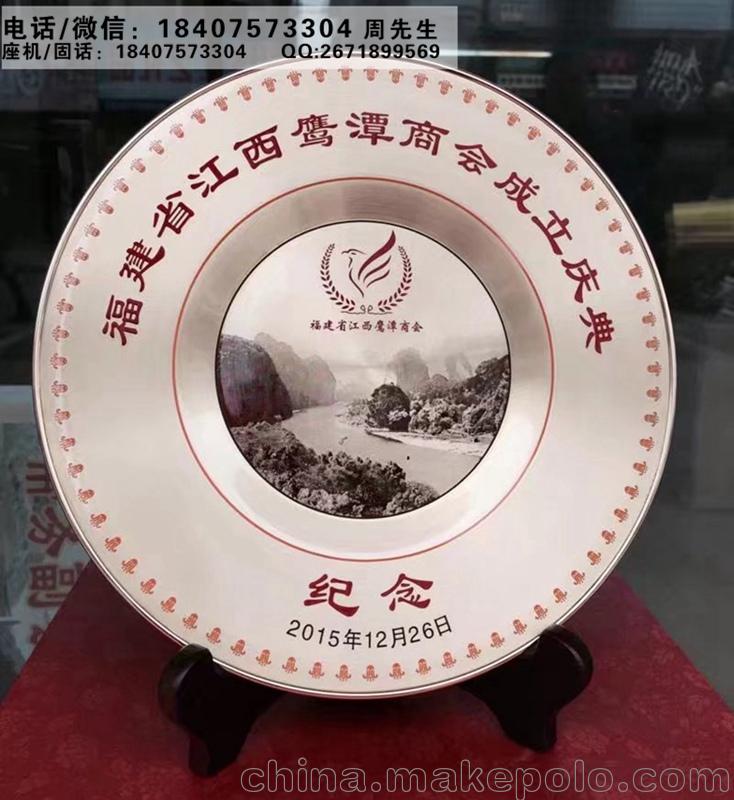 电话/微信：18407573304 周先生
座机/固话：18407573304 QQ:2671899569
福建省江西鹰潭商会成立庆典
福建省江西鹰潭商会
纪念
2015年12月26日
china.makepolo.com